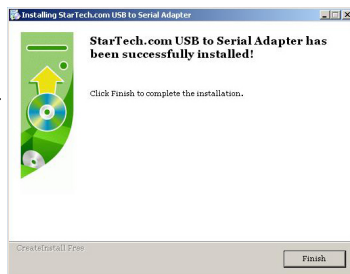 Installing StarTech.com USB to Serial Adapter
StarTech.com USB to Serial Adapter has
been successfully installed!
Click Finish to complete the installation.
CreateInstall Free
Finish